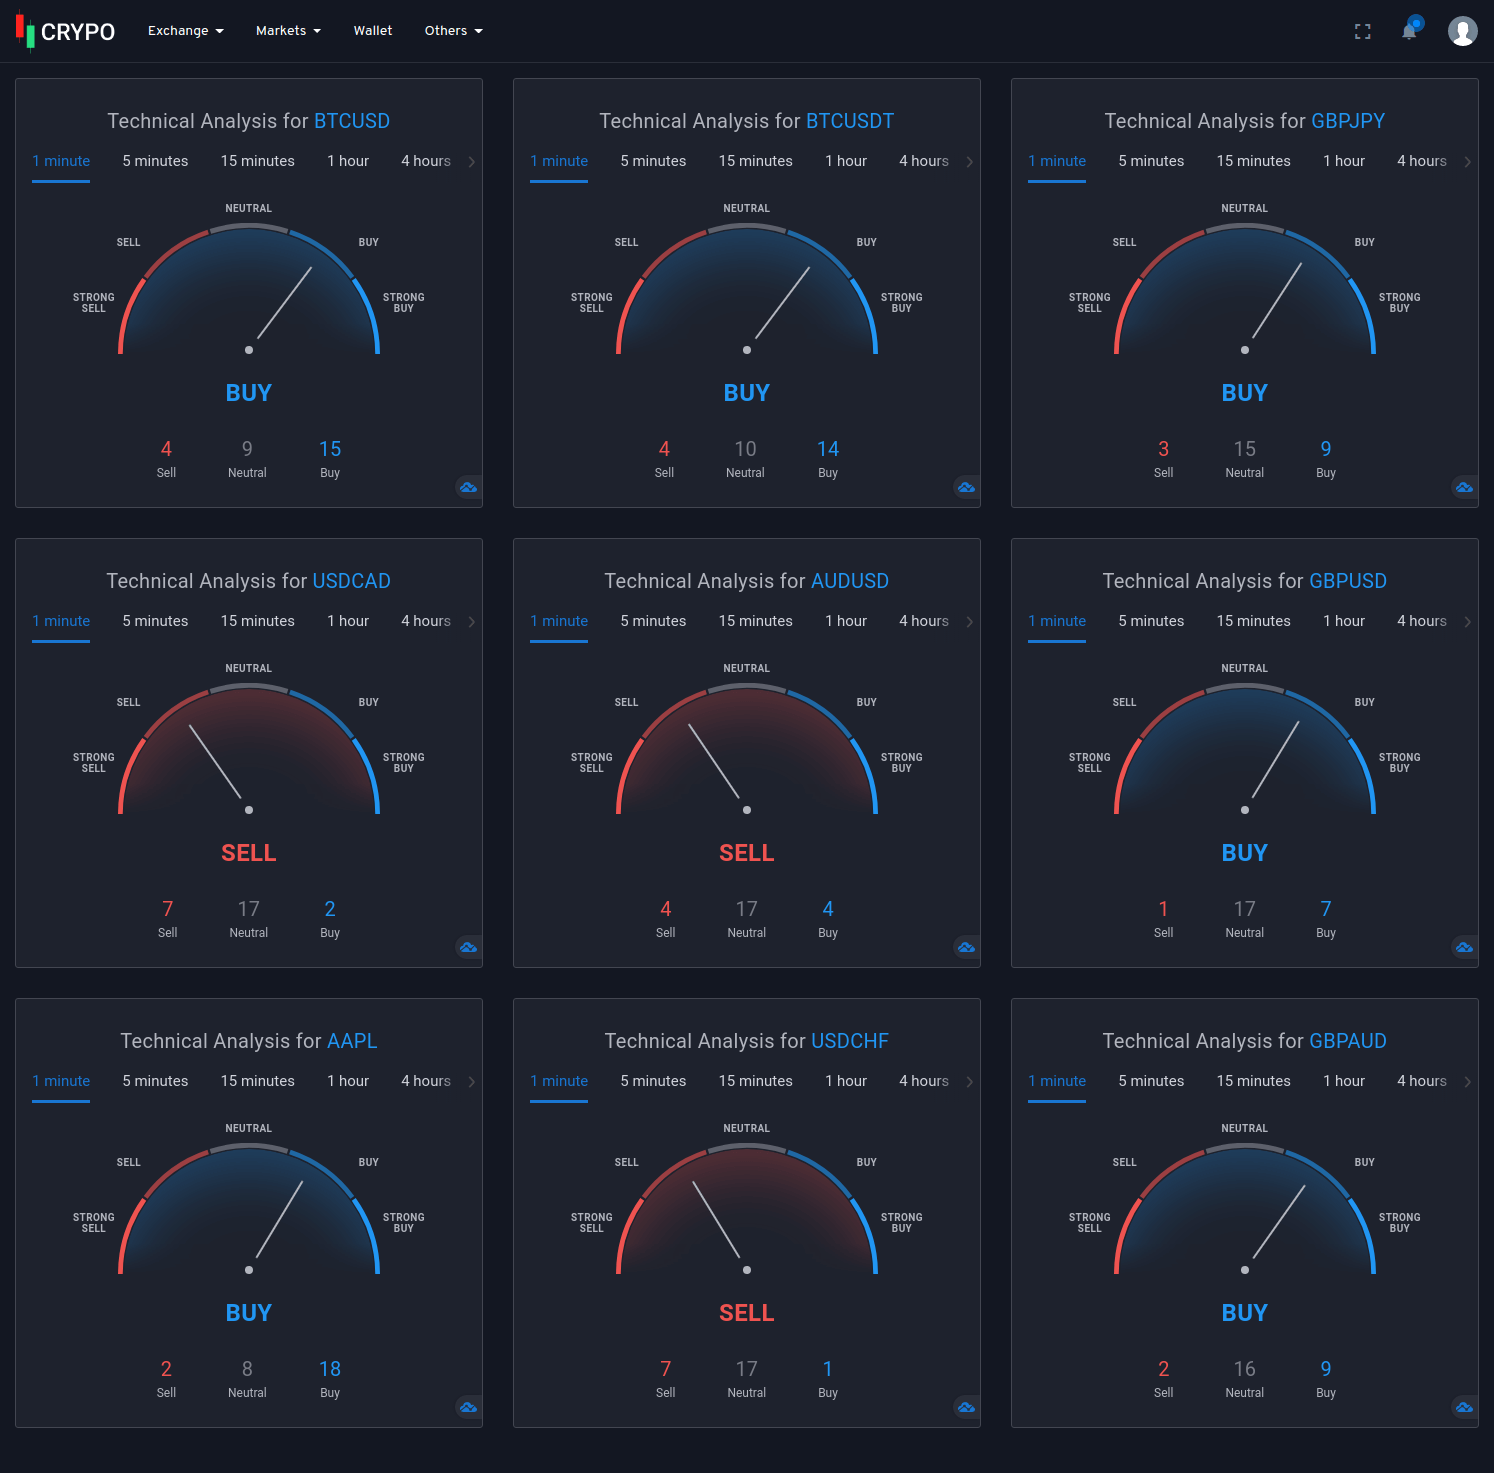 CRYPO Exchange Markets Wallet Others
Technical Analysis for BTCUSD
1 minute 5 minutes 15 minutes 1 hour 4 hours
NEUTRAL
SELL BUY
STRONG SELL STRONG BUY
BUY
4 9 15
Sell Neutral Buy
Technical Analysis for BTCUSDT
1 minute 5 minutes 15 minutes 1 hour 4 hours
NEUTRAL
SELL BUY
STRONG SELL STRONG BUY
BUY
4 10 14
Sell Neutral Buy
Technical Analysis for GBPJPY
1 minute 5 minutes 15 minutes 1 hour 4 hours
NEUTRAL
SELL BUY
STRONG SELL STRONG BUY
BUY
3 15 9
Sell Neutral Buy
Technical Analysis for USDCAD
1 minute 5 minutes 15 minutes 1 hour 4 hours
NEUTRAL
SELL BUY
STRONG SELL STRONG BUY
SELL
7 17 2
Sell Neutral Buy
Technical Analysis for AUDUSD
1 minute 5 minutes 15 minutes 1 hour 4 hours
NEUTRAL
SELL BUY
STRONG SELL STRONG BUY
SELL
4 17 4
Sell Neutral Buy
Technical Analysis for GBPUSD
1 minute 5 minutes 15 minutes 1 hour 4 hours
NEUTRAL
SELL BUY
STRONG SELL STRONG BUY
BUY
1 17 7
Sell Neutral Buy
Technical Analysis for AAPL
1 minute 5 minutes 15 minutes 1 hour 4 hours
NEUTRAL
SELL BUY
STRONG SELL STRONG BUY
BUY
2 8 18
Sell Neutral Buy
Technical Analysis for USDCHF
1 minute 5 minutes 15 minutes 1 hour 4 hours
NEUTRAL
SELL BUY
STRONG SELL STRONG BUY
SELL
7 17 1
Sell Neutral Buy
Technical Analysis for GBPAUD
1 minute 5 minutes 15 minutes 1 hour 4 hours
NEUTRAL
SELL BUY
STRONG SELL STRONG BUY
BUY
2 16 9
Sell Neutral Buy